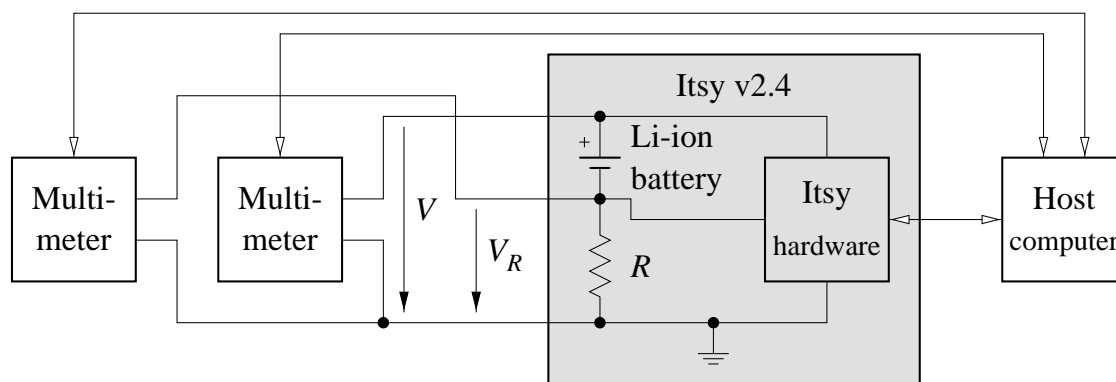 Itsy v2.4
+
Li-ion
battery
Multi-
meter
Multi-
meter
V
V_R
R
Itsy
hardware
Host
computer